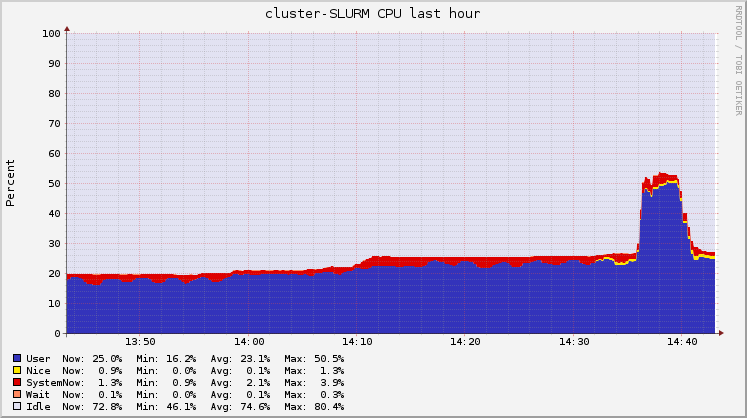 cluster-SLURM CPU last hour
RRDTOOL / TOBI OETIKER
Percent
100
90
80
70
60
50
40
30
20
10
0
13:50 14:00 14:10 14:20 14:30 14:40
User Now: 25.0% Min: 16.2% Avg: 23.1% Max: 50.5%
Nice Now: 0.9% Min: 0.0% Avg: 0.1% Max: 1.3%
System Now: 1.3% Min: 0.9% Avg: 2.1% Max: 3.9%
Wait Now: 0.1% Min: 0.0% Avg: 0.1% Max: 0.3%
Idle Now: 72.8% Min: 46.1% Avg: 74.6% Max: 80.4%